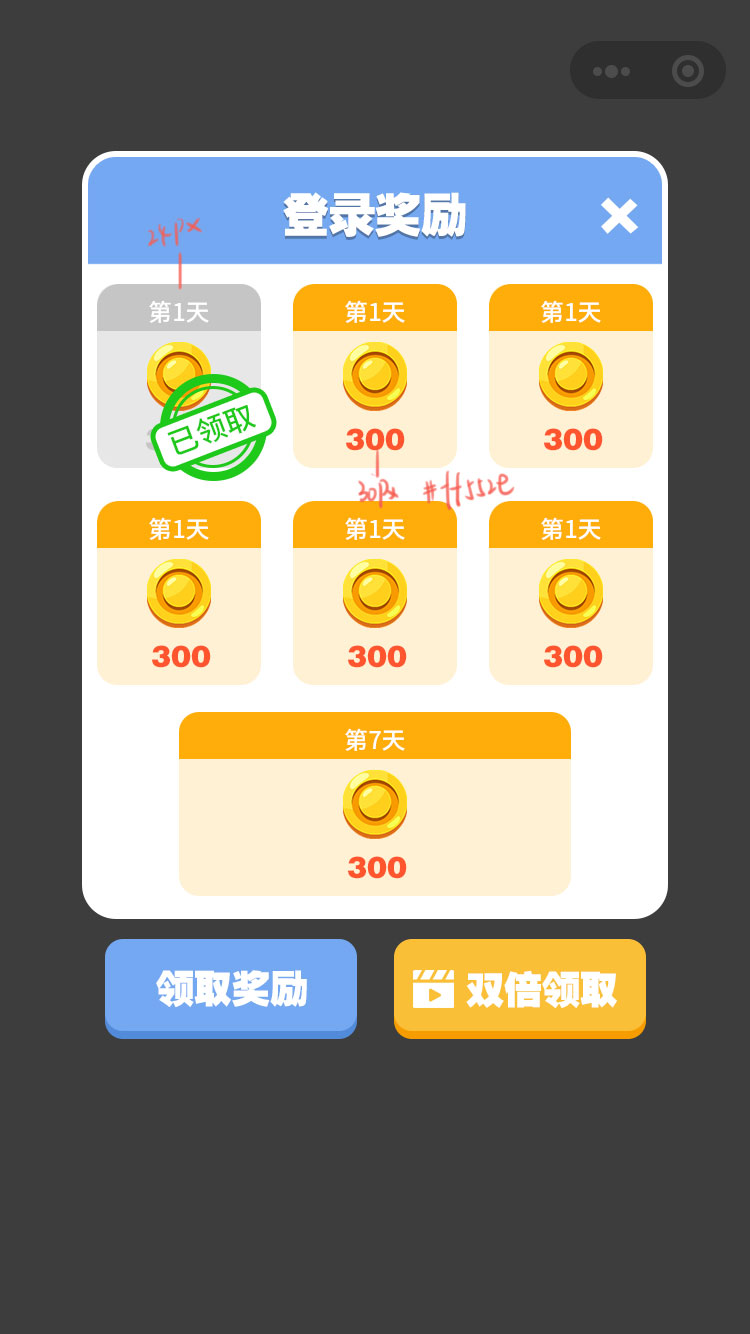 登录奖励
24px
第1天 第1天 第1天
已领取 300 300
30px #ff552e
第1天 第1天 第1天
300 300 300
第7天
300
领取奖励 双倍领取